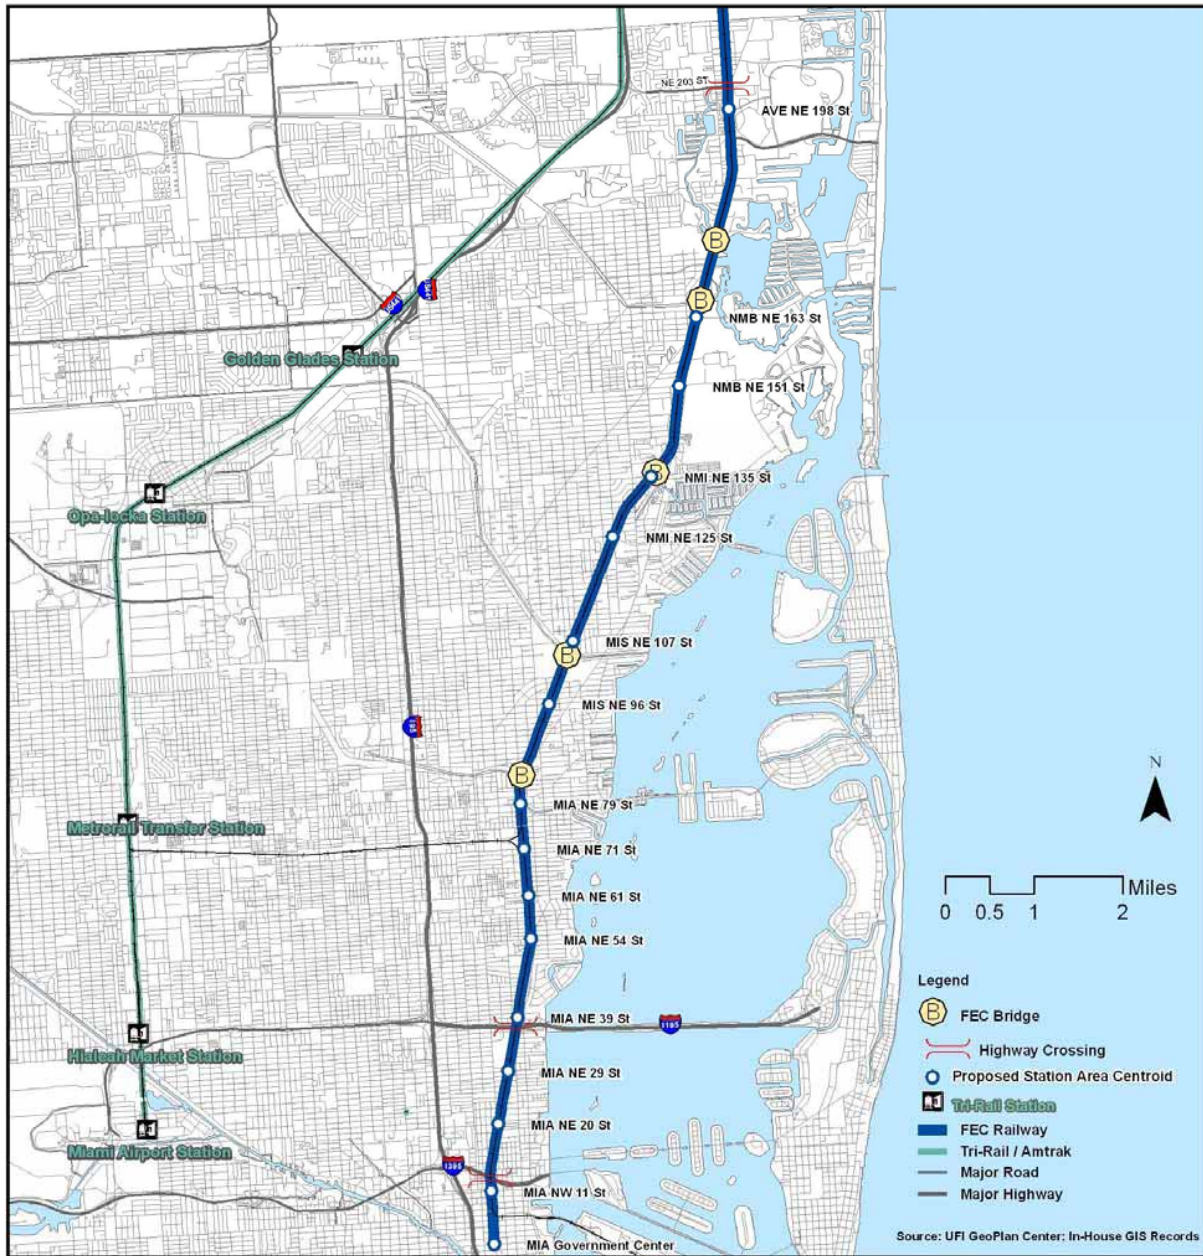 NE 203 ST
AVE NE 198 St
B
B
NMB NE 163 St
Golden Glades Station
NMB NE 151 St
B
NMI NE 135 St
Opa-locka Station
NMI NE 125 St
MIS NE 107 St
B
MIS NE 96 St
I 95
B
MIA NE 79 St
Metrorail Transfer Station
MIA NE 71 St
MIA NE 61 St
MIA NE 54 St
MIA NE 39 St
I195
Hialeah Market Station
MIA NE 29 St
MIA NE 20 St
Miami Airport Station
I395
MIA NW 11 St
MIA Government Center
N
Miles
0 0.5 1 2
Legend
B FEC Bridge
Highway Crossing
Proposed Station Area Centroid
Tri-Rail Station
FEC Railway
Tri-Rail / Amtrak
Major Road
Major Highway
Source: UFl GeoPlan Center; In-House GIS Records